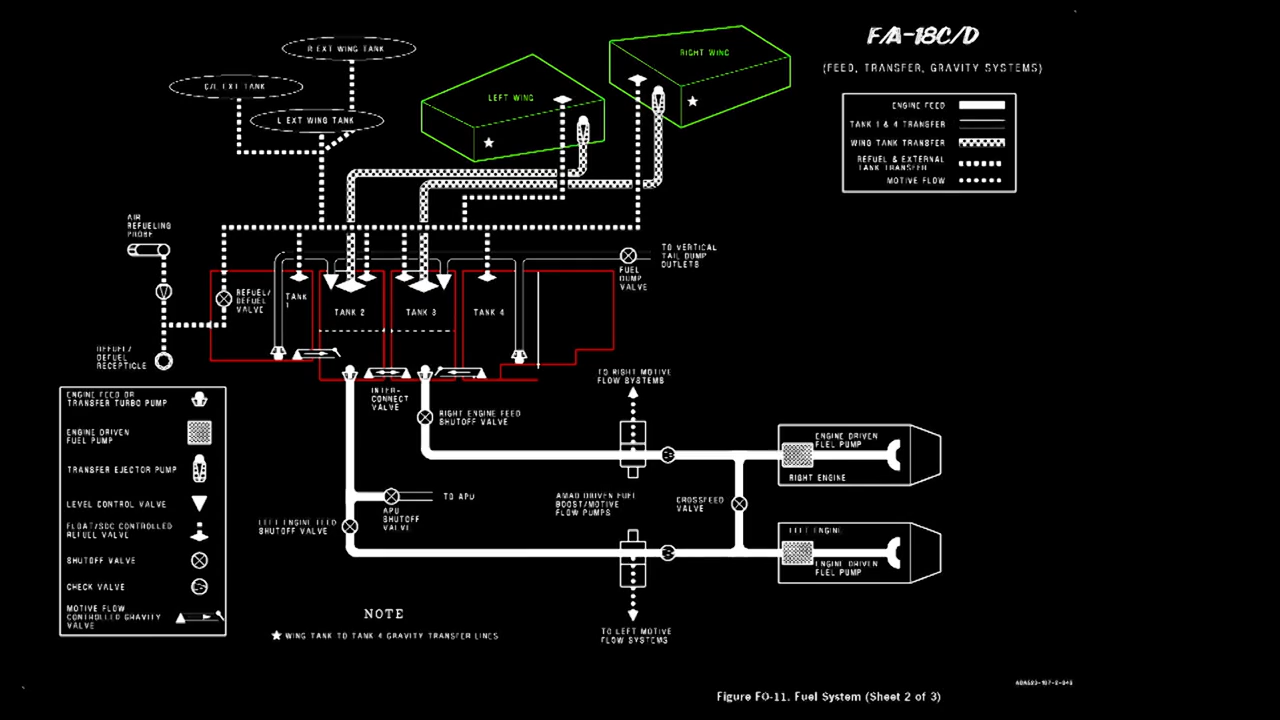 F/A-18C/D
(FEED, TRANSFER, GRAVITY SYSTEMS)
ENGINE FEED
TANK 1 & 4 TRANSFER
WING TANK TRANSFER
REFUEL & EXTERNAL
TANK TRANSFER
MOTIVE FLOW
R EXT WING TANK
C/L EXT TANK
L EXT WING TANK
LEFT WING
RIGHT WING
AIR
REFUELING
PROBE
TO VERTICAL
TAIL DUMP
OUTLETS
FUEL
DUMP
VALVE
REFUEL/
DEFUEL
VALVE
TANK
1
TANK 2
TANK 3
TANK 4
REFUEL/
DEFUEL
RECEPTICLE
INTER-
CONNECT
VALVE
TO RIGHT MOTIVE
FLOW SYSTEMS
RIGHT ENGINE FEED
SHUTOFF VALVE
ENGINE FEED OR
TRANSFER TURBO PUMP
ENGINE DRIVEN
FUEL PUMP
TRANSFER EJECTOR PUMP
LEVEL CONTROL VALVE
FLOAT/SDC CONTROLLED
REFUEL VALVE
SHUTOFF VALVE
CHECK VALVE
MOTIVE FLOW
CONTROLLED GRAVITY
VALVE
ENGINE DRIVEN
FUEL PUMP
RIGHT ENGINE
TO APU
APU
SHUTOFF
VALVE
AMAD DRIVEN FUEL
BOOST/MOTIVE
FLOW PUMPS
CROSSFEED
VALVE
LEFT ENGINE FEED
SHUTOFF VALVE
LEFT ENGINE
ENGINE DRIVEN
FUEL PUMP
NOTE
★ WING TANK TO TANK 4 GRAVITY TRANSFER LINES
TO LEFT MOTIVE
FLOW SYSTEMS
Figure FO-11. Fuel System (Sheet 2 of 3)